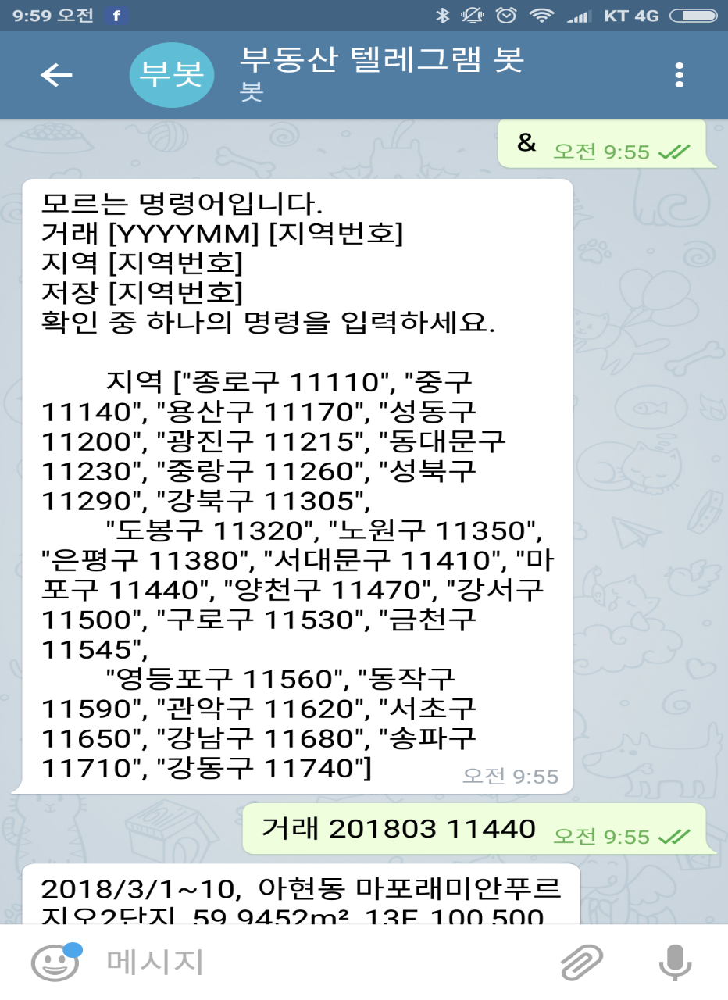 9:59 오전 f KT 4G
부봇 부동산 텔레그램 봇
봇
& 오전 9:55
모르는 명령어입니다.
거래 [YYYYMM] [지역번호]
지역 [지역번호]
저장 [지역번호]
확인 중 하나의 명령을 입력하세요.
지역 ["종로구 11110", "중구
11140", "용산구 11170", "성동구
11200", "광진구 11215", "동대문구
11230", "중랑구 11260", "성북구
11290", "강북구 11305",
"도봉구 11320", "노원구 11350",
"은평구 11380", "서대문구 11410", "마
포구 11440", "양천구 11470", "강서구
11500", "구로구 11530", "금천구
11545",
"영등포구 11560", "동작구
11590", "관악구 11620", "서초구
11650", "강남구 11680", "송파구
11710", "강동구 11740"]
오전 9:55
거래 201803 11440 오전 9:55
2018/3/1~10, 아현동 마포래미안푸르
지오2단지, 59.9452m², 13F, 100,500
메시지